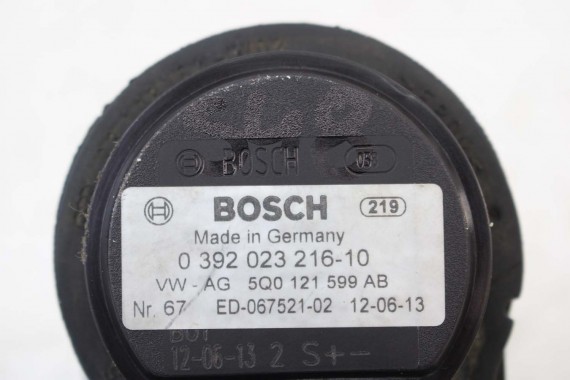 BOSCH
BOSCH 219
Made in Germany
0 392 023 216-10
VW - AG 5Q0 121 599 AB
Nr. 67 ED-067521-02 12-06-13
12-06-13 2 S+-